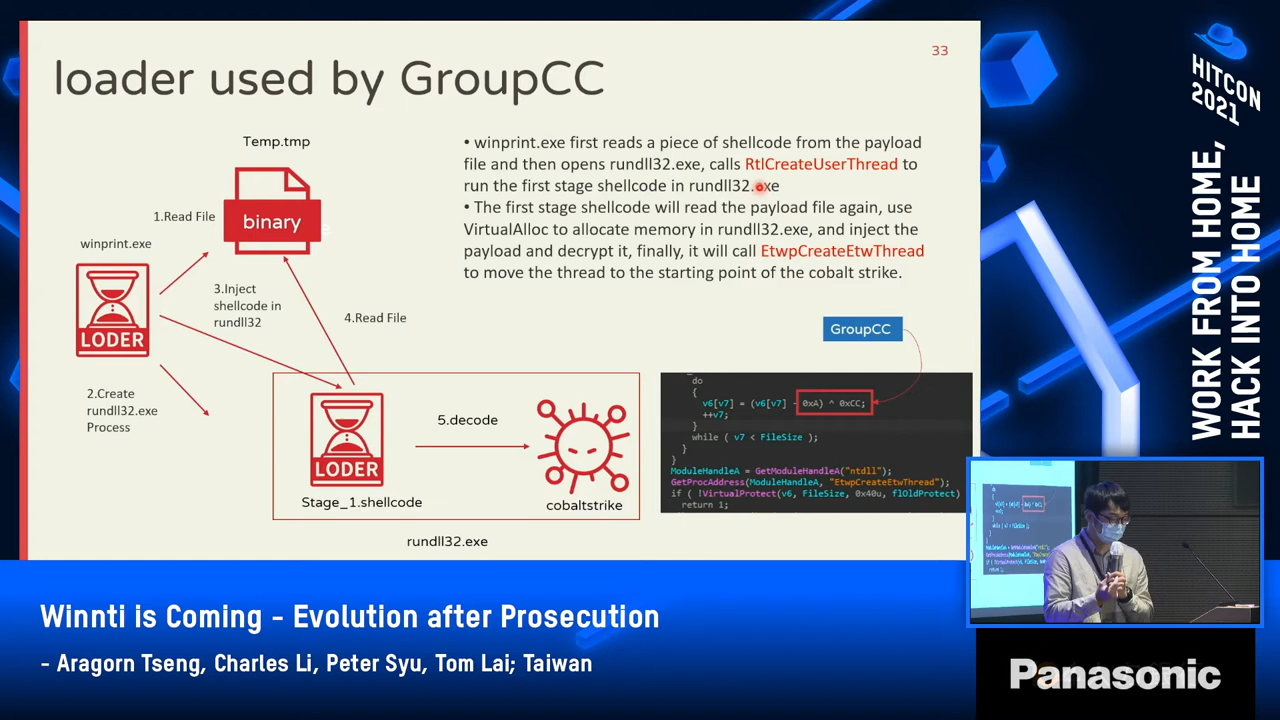 33
loader used by GroupCC
Temp.tmp
binary
1.Read File
winprint.exe
LODER
3.Inject
shellcode in
rundll32
4.Read File
2.Create
rundll32.exe
Process
LODER
Stage_1.shellcode
5.decode
cobaltstrike
rundll32.exe
• winprint.exe first reads a piece of shellcode from the payload
file and then opens rundll32.exe, calls RtlCreateUserThread to
run the first stage shellcode in rundll32.exe
• The first stage shellcode will read the payload file again, use
VirtualAlloc to allocate memory in rundll32.exe, and inject the
payload and decrypt it, finally, it will call EtwpCreateEtwThread
to move the thread to the starting point of the cobalt strike.
GroupCC
do
{
v6[v7] = (v6[v7] - 0xA) ^ 0xCC;
++v7;
}
while ( v7 < FileSize );
}
}
ModuleHandleA = GetModuleHandleA("ntdll");
GetProcAddress(ModuleHandleA, "EtwpCreateEtwThread");
if ( !VirtualProtect(v6, FileSize, 0x40u, flOldProtect)
return 1;
HITCON
2021
WORK FROM HOME,
HACK INTO HOME
Winnti is Coming - Evolution after Prosecution
- Aragorn Tseng, Charles Li, Peter Syu, Tom Lai; Taiwan
Panasonic